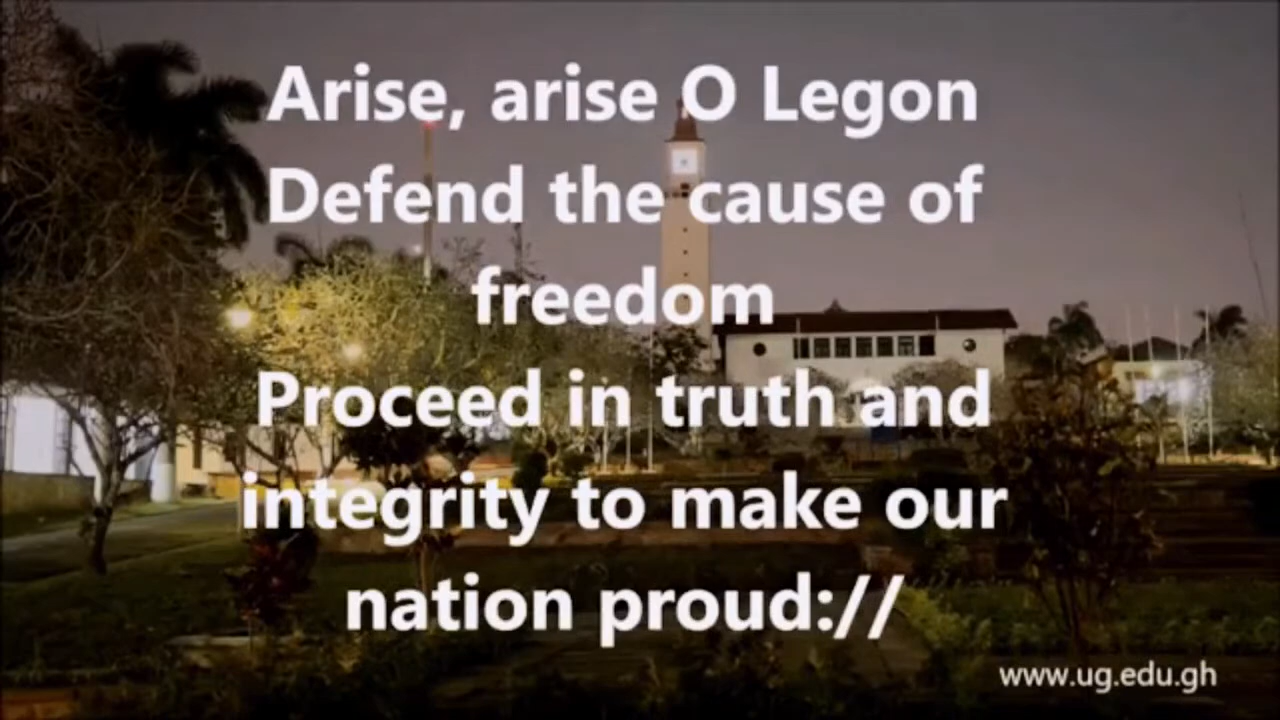 Arise, arise O Legon
Defend the cause of
freedom
Proceed in truth and
integrity to make our
nation proud://
www.ug.edu.gh